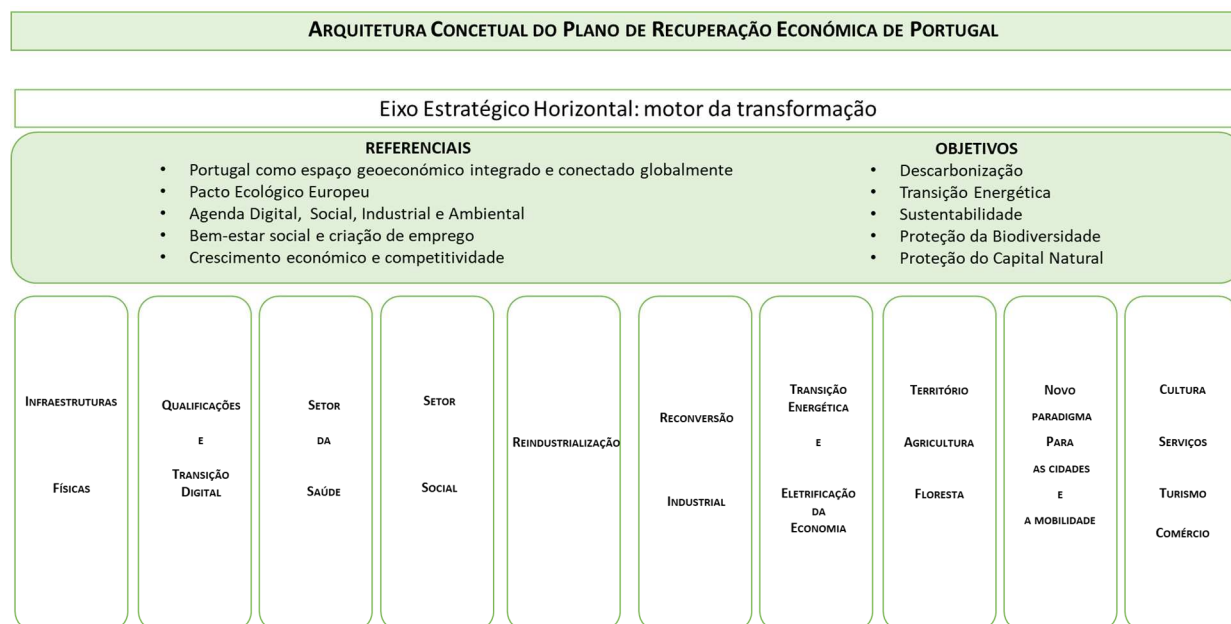 ARQUITETURA CONCETUAL DO PLANO DE RECUPERAÇÃO ECONÓMICA DE PORTUGAL
Eixo Estratégico Horizontal: motor da transformação
REFERENCIAIS
• Portugal como espaço geoeconómico integrado e conectado globalmente
• Pacto Ecológico Europeu
• Agenda Digital, Social, Industrial e Ambiental
• Bem-estar social e criação de emprego
• Crescimento económico e competitividade
OBJETIVOS
• Descarbonização
• Transição Energética
• Sustentabilidade
• Proteção da Biodiversidade
• Proteção do Capital Natural
INFRAESTRUTURAS
FÍSICAS
QUALIFICAÇÕES
E
TRANSIÇÃO
DIGITAL
SETOR
DA
SAÚDE
SETOR
SOCIAL
REINDUSTRIALIZAÇÃO
RECONVERSÃO
INDUSTRIAL
TRANSIÇÃO
ENERGÉTICA
E
ELETRIFICAÇÃO
DA
ECONOMIA
TERRITÓRIO
AGRICULTURA
FLORESTA
NOVO
PARADIGMA
PARA
AS CIDADES
E
A MOBILIDADE
CULTURA
SERVIÇOS
TURISMO
COMÉRCIO